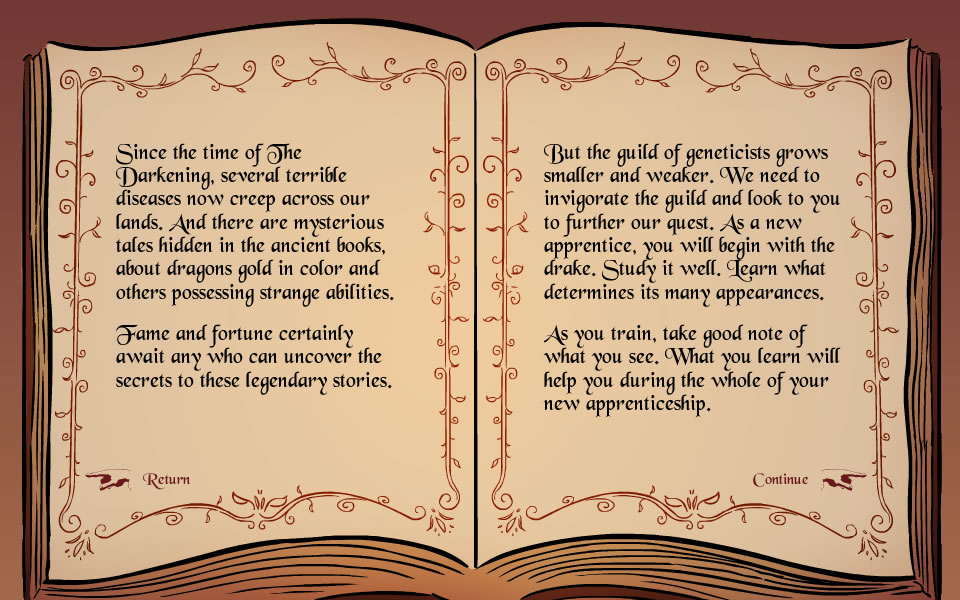 Since the time of The
Darkening, several terrible
diseases now creep across our
lands. And there are mysterious
tales hidden in the ancient books,
about dragons gold in color and
others possessing strange abilities.
Fame and fortune certainly
await any who can uncover the
secrets to these legendary stories.
Return
But the guild of geneticists grows
smaller and weaker. We need to
invigorate the guild and look to you
to further our quest. As a new
apprentice, you will begin with the
drake. Study it well. Learn what
determines its many appearances.
As you train, take good note of
what you see. What you learn will
help you during the whole of your
new apprenticeship.
Continue